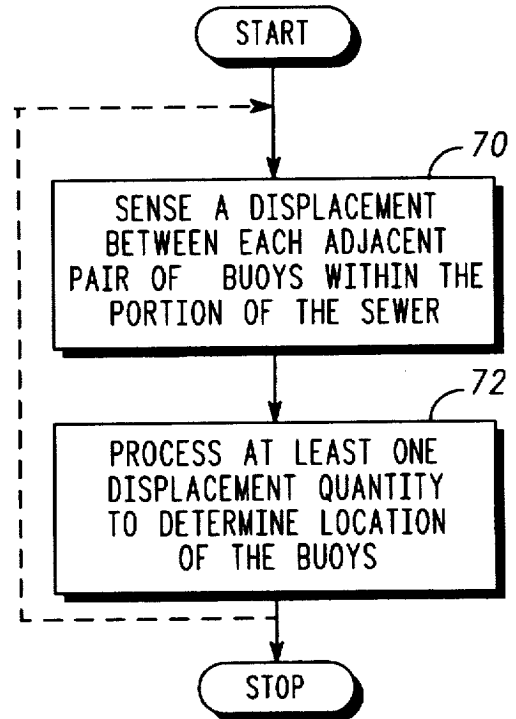 START
70
SENSE A DISPLACEMENT
BETWEEN EACH ADJACENT
PAIR OF BUOYS WITHIN THE
PORTION OF THE SEWER
72
PROCESS AT LEAST ONE
DISPLACEMENT QUANTITY
TO DETERMINE LOCATION
OF THE BUOYS
STOP